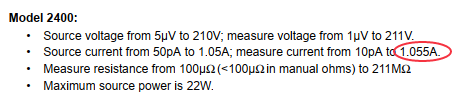 Model 2400:
• Source voltage from 5µV to 210V; measure voltage from 1µV to 211V.
• Source current from 50pA to 1.05A; measure current from 10pA to 1.055A.
• Measure resistance from 100µΩ (<100µΩ in manual ohms) to 211MΩ
• Maximum source power is 22W.